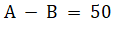 A − B = 50